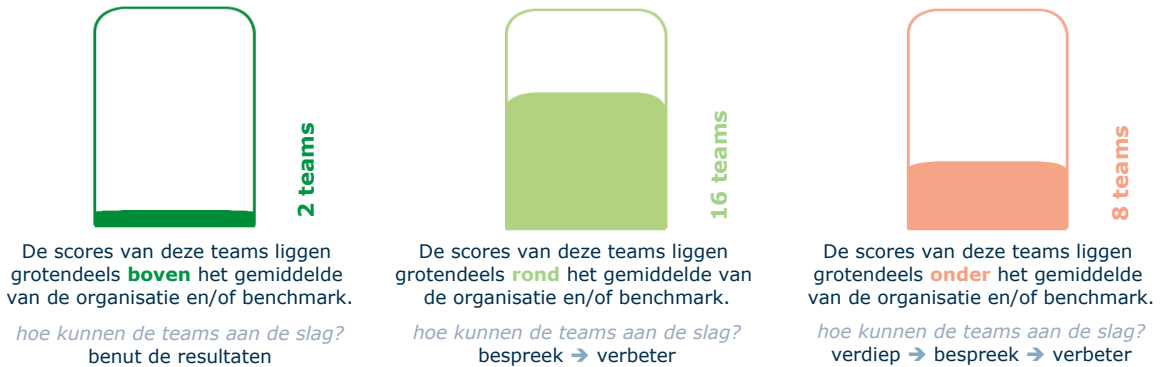 2 teams
De scores van deze teams liggen
grotendeels boven het gemiddelde
van de organisatie en/of benchmark.
hoe kunnen de teams aan de slag?
benut de resultaten
16 teams
De scores van deze teams liggen
grotendeels rond het gemiddelde van
de organisatie en/of benchmark.
hoe kunnen de teams aan de slag?
bespreek ➔ verbeter
8 teams
De scores van deze teams liggen
grotendeels onder het gemiddelde
van de organisatie en/of benchmark.
hoe kunnen de teams aan de slag?
verdiep ➔ bespreek ➔ verbeter